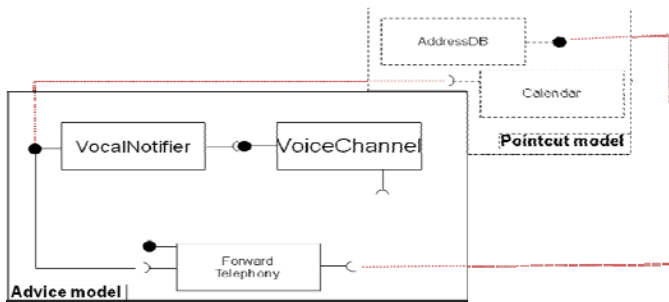 AddressDB
Calendar
Pointcut model
VocalNotifier
VoiceChannel
Forward
Telephony
Advice model